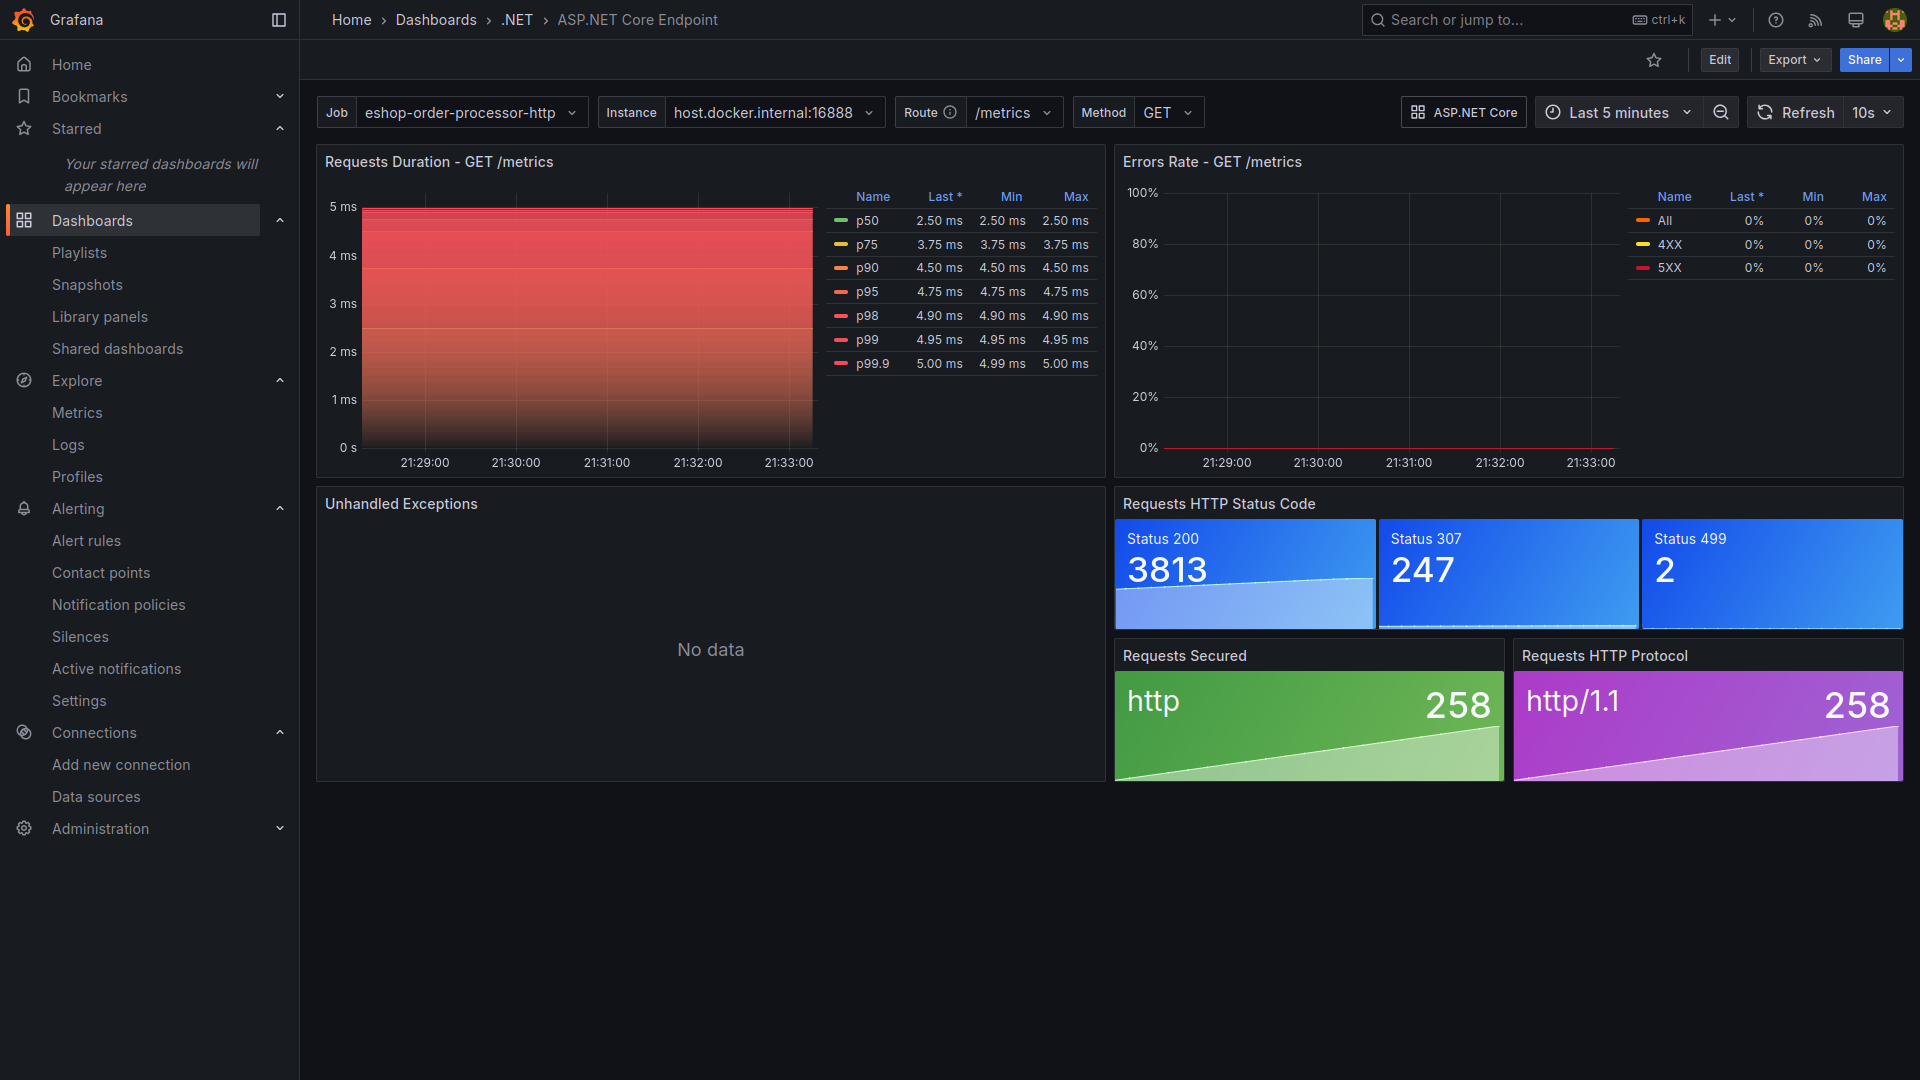 Grafana
Home › Dashboards › .NET › ASP.NET Core Endpoint
Search or jump to...
ctrl+k
Edit
Export
Share
Home
Bookmarks
Starred
Your starred dashboards will
appear here
Dashboards
Playlists
Snapshots
Library panels
Shared dashboards
Explore
Metrics
Logs
Profiles
Alerting
Alert rules
Contact points
Notification policies
Silences
Active notifications
Settings
Connections
Add new connection
Data sources
Administration
Job eshop-order-processor-http
Instance host.docker.internal:16888
Route /metrics
Method GET
ASP.NET Core
Last 5 minutes
Refresh 10s
Requests Duration - GET /metrics
5 ms
4 ms
3 ms
2 ms
1 ms
0 s
21:29:00 21:30:00 21:31:00 21:32:00 21:33:00
Name Last * Min Max
p50 2.50 ms 2.50 ms 2.50 ms
p75 3.75 ms 3.75 ms 3.75 ms
p90 4.50 ms 4.50 ms 4.50 ms
p95 4.75 ms 4.75 ms 4.75 ms
p98 4.90 ms 4.90 ms 4.90 ms
p99 4.95 ms 4.95 ms 4.95 ms
p99.9 5.00 ms 4.99 ms 5.00 ms
Errors Rate - GET /metrics
100%
80%
60%
40%
20%
0%
21:29:00 21:30:00 21:31:00 21:32:00 21:33:00
Name Last * Min Max
All 0% 0% 0%
4XX 0% 0% 0%
5XX 0% 0% 0%
Unhandled Exceptions
No data
Requests HTTP Status Code
Status 200
3813
Status 307
247
Status 499
2
Requests Secured
http 258
Requests HTTP Protocol
http/1.1 258